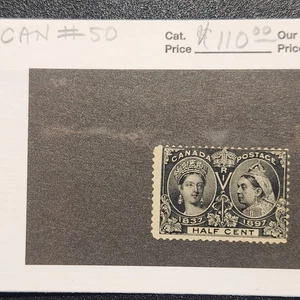 CAN #50
Cat. Price $110.00
Our Price
CANADA POSTAGE
V R I
1837 1897
HALF CENT